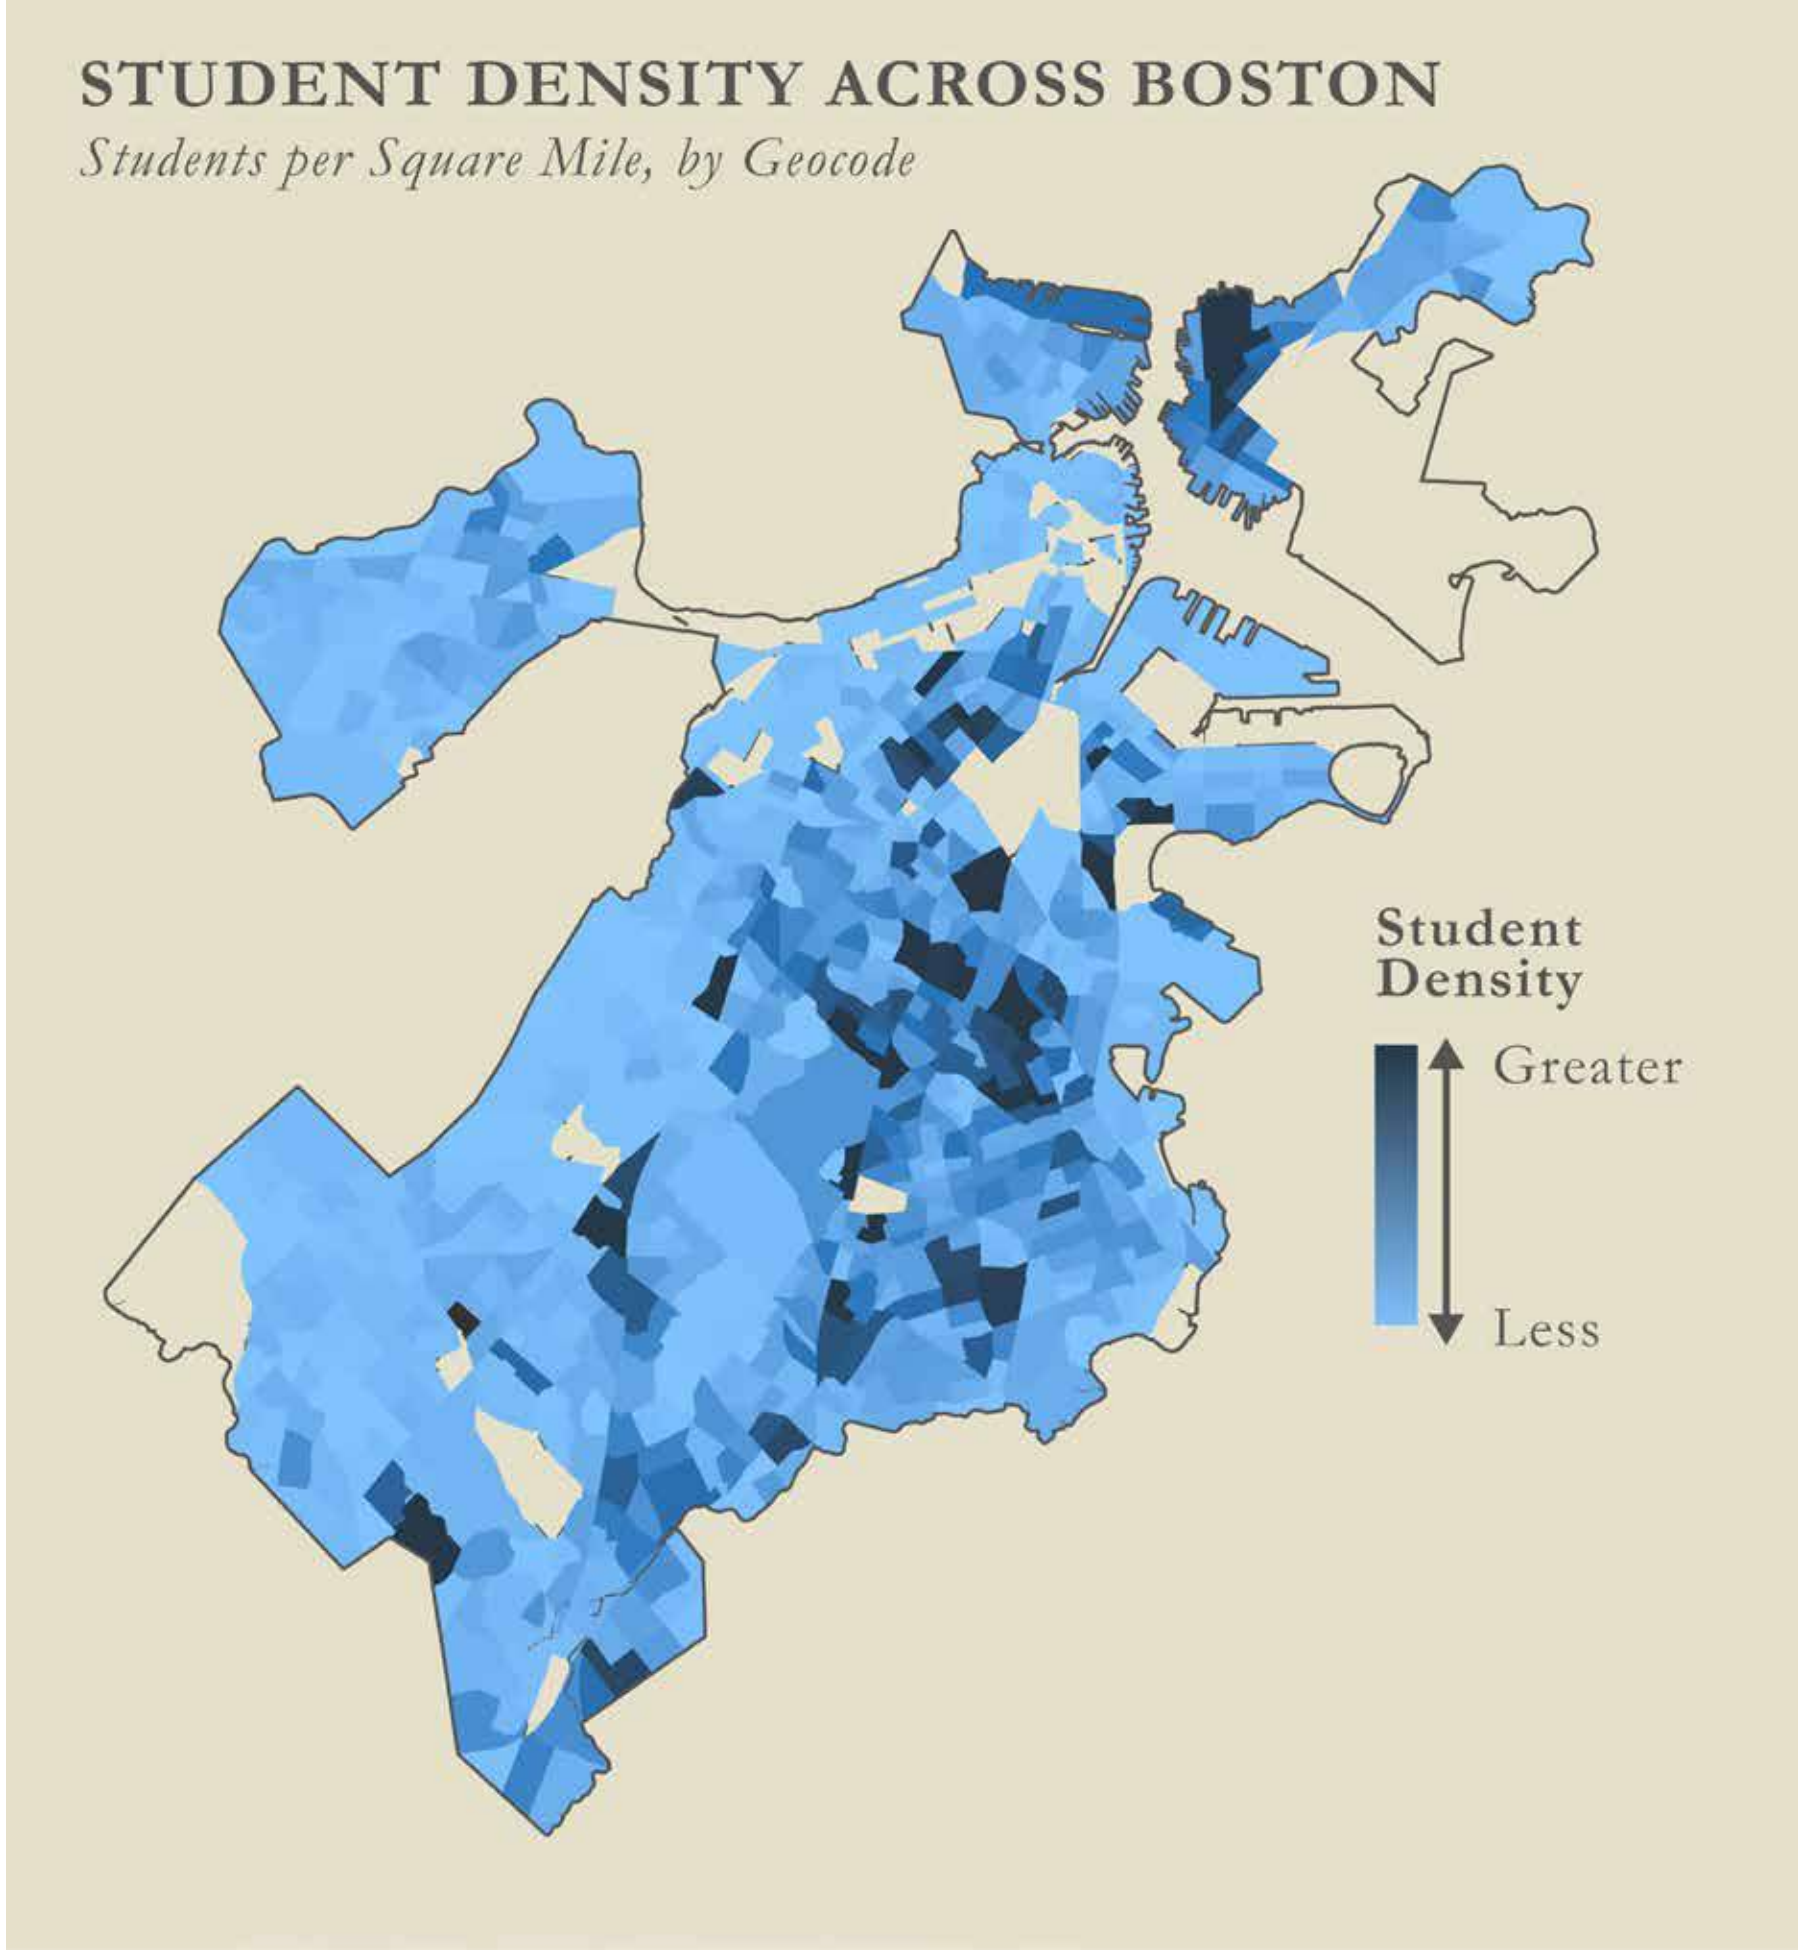 STUDENT DENSITY ACROSS BOSTON
Students per Square Mile, by Geocode
Student
Density
Greater
Less